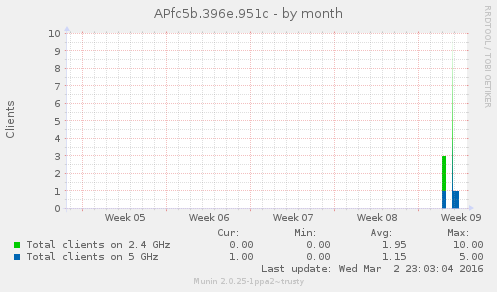 APfc5b.396e.951c - by month
RRDTOOL / TOBI OETIKER
Clients
10
9
8
7
6
5
4
3
2
1
0
Week 05 Week 06 Week 07 Week 08 Week 09
Cur: Min: Avg: Max:
Total clients on 2.4 GHz 0.00 0.00 1.95 10.00
Total clients on 5 GHz 1.00 0.00 1.15 5.00
Last update: Wed Mar 2 23:03:04 2016
Munin 2.0.25-1ppa2~trusty